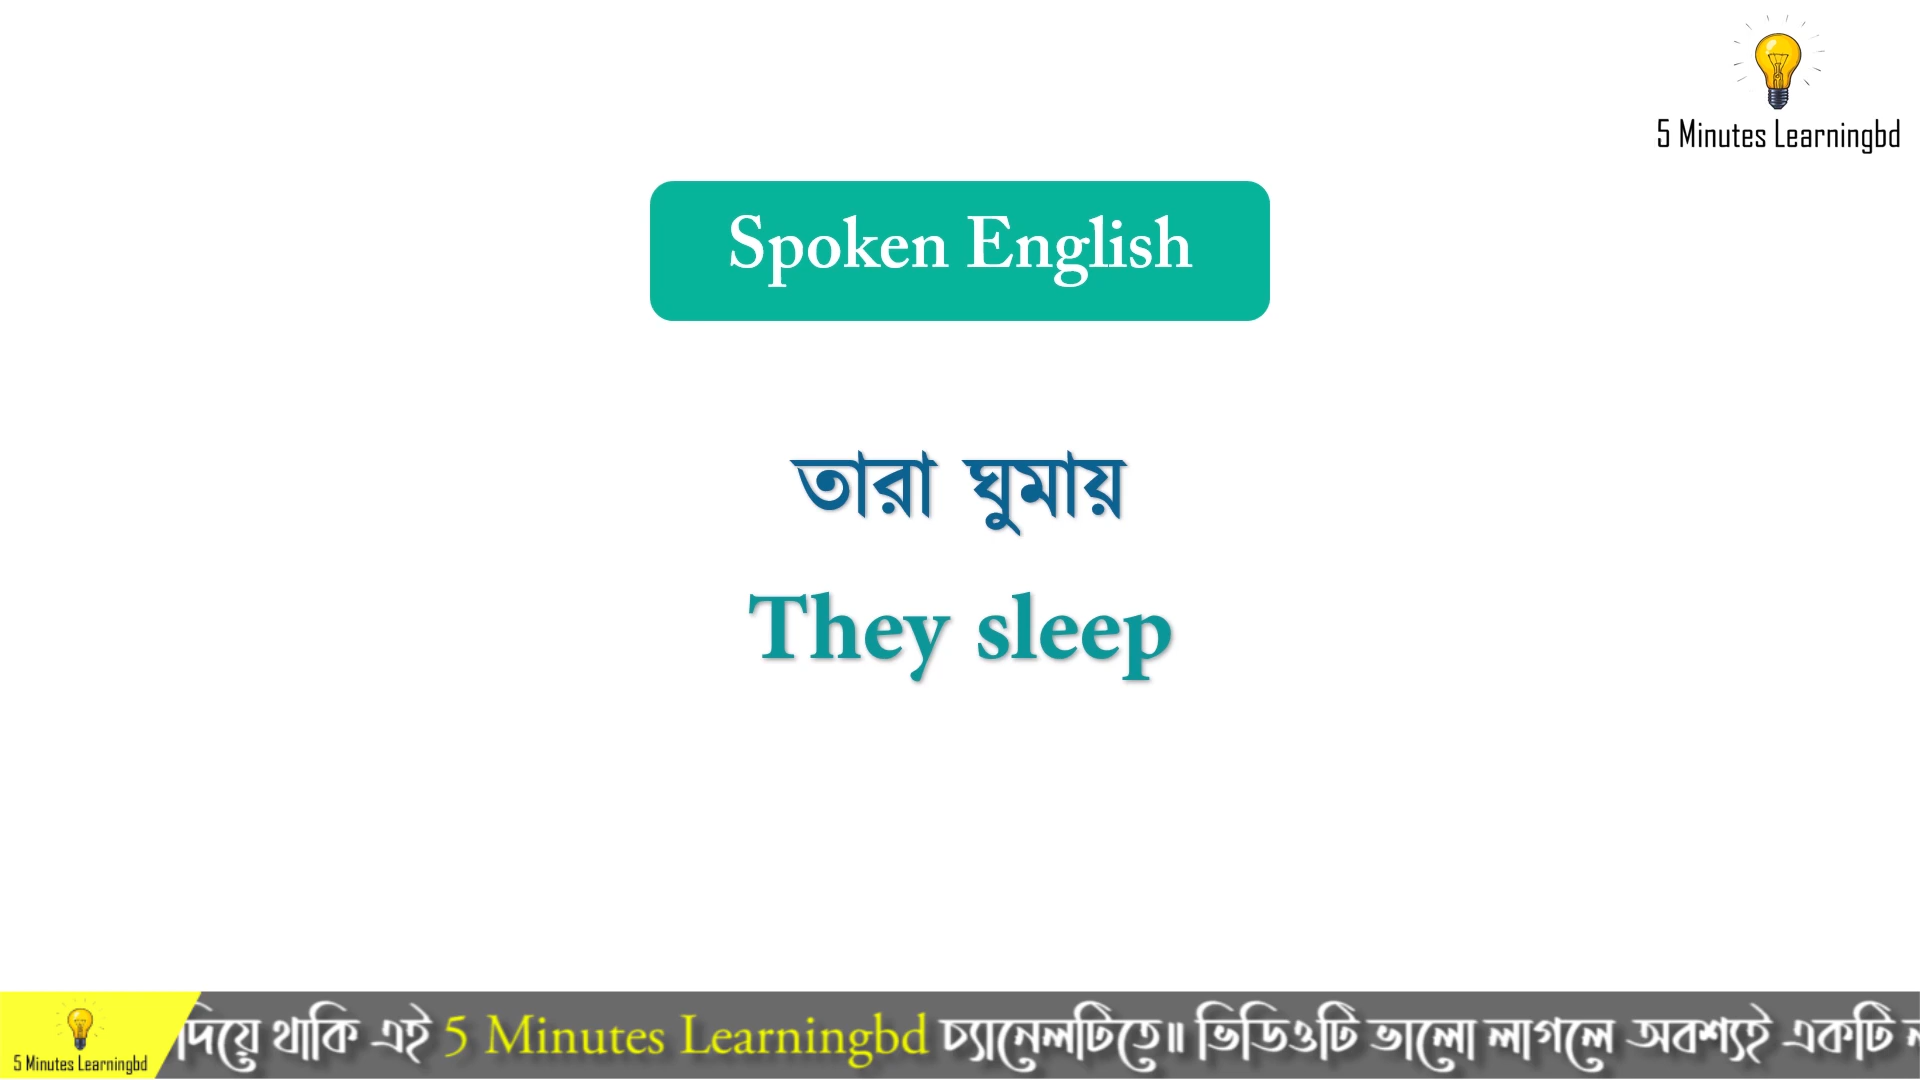 5 Minutes Learningbd
Spoken English
তারা ঘুমায়
They sleep
5 Minutes Learningbd
দিয়ে থাকি এই 5 Minutes Learningbd চ্যানেলটিতে॥ ভিডিওটি ভালো লাগলে অবশ্যই একটি